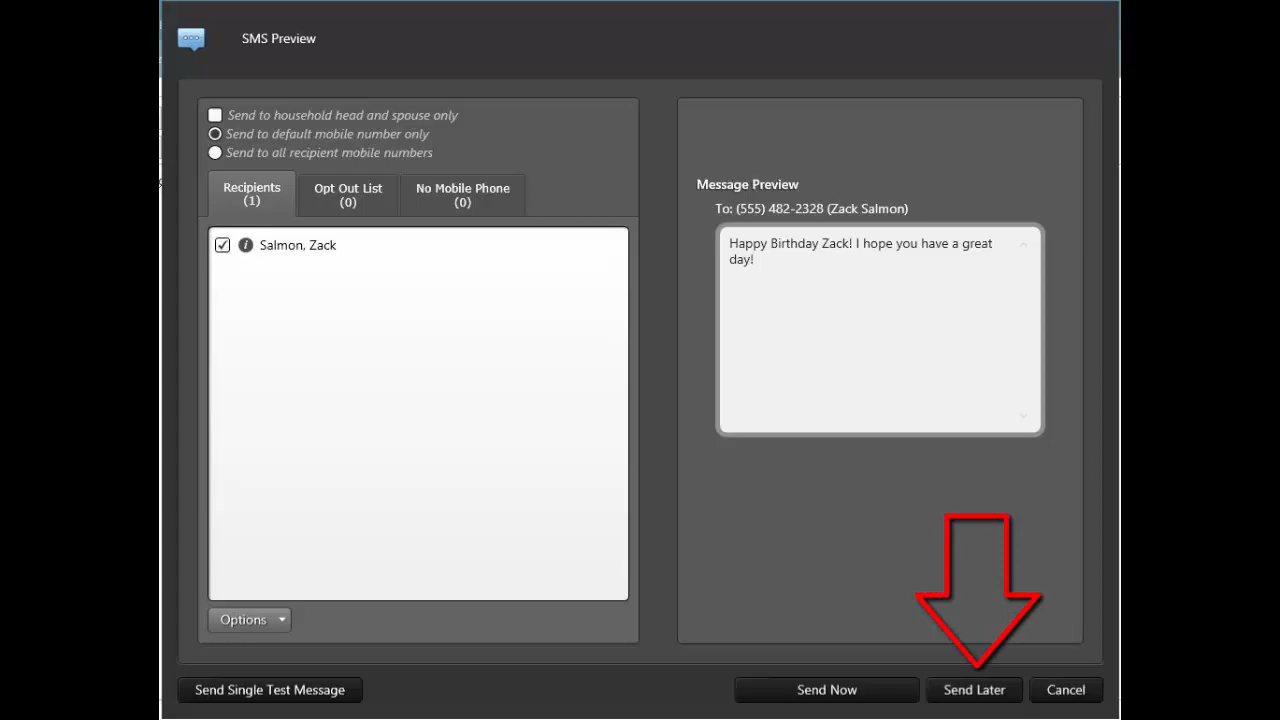 SMS Preview
Send to household head and spouse only
Send to default mobile number only
Send to all recipient mobile numbers
Recipients
(1)
Opt Out List
(0)
No Mobile Phone
(0)
Salmon, Zack
Options
Message Preview
To: (555) 482-2328 (Zack Salmon)
Happy Birthday Zack! I hope you have a great
day!
Send Single Test Message
Send Now
Send Later
Cancel